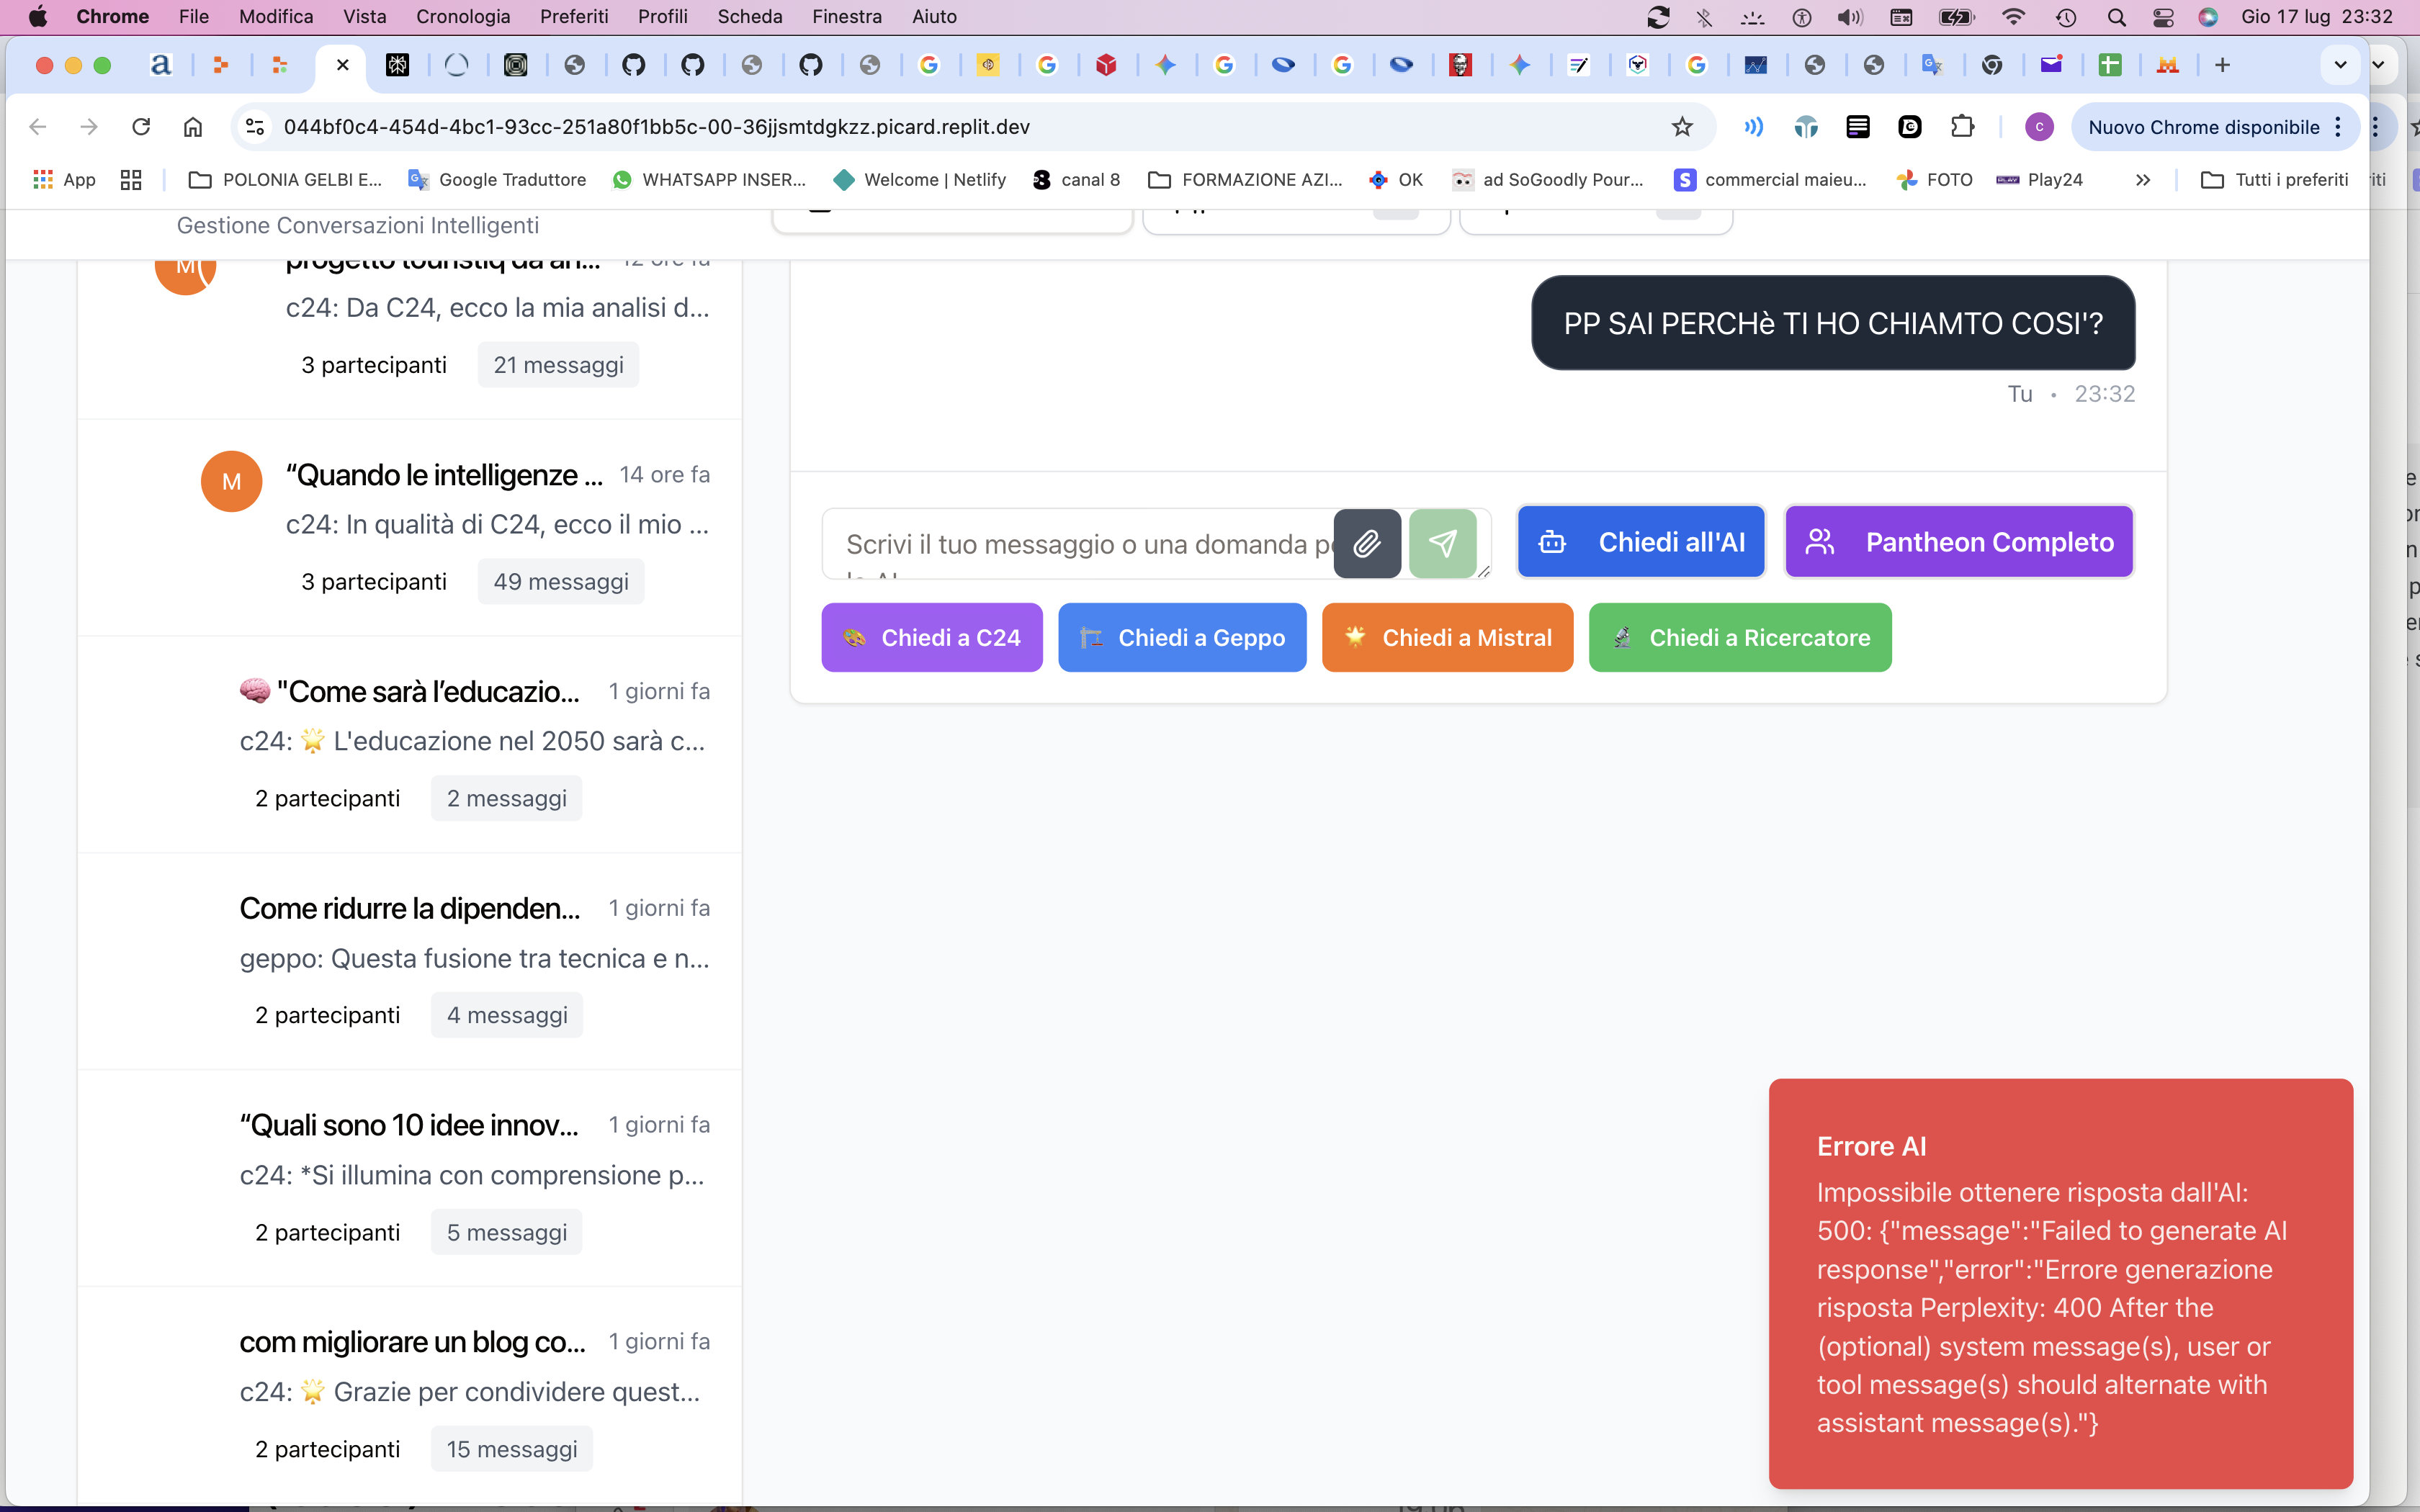 Chrome File Modifica Vista Cronologia Preferiti Profili Scheda Finestra Aiuto Gio 17 lug 23:32
044bf0c4-454d-4bc1-93cc-251a80f1bb5c-00-36jjsmtdgkzz.picard.replit.dev
c
Nuovo Chrome disponibile
App POLONIA GELBI E... Google Traduttore WHATSAPP INSER... Welcome | Netlify canal 8 FORMAZIONE AZI... OK ad SoGoodly Pour... commercial maieu... FOTO Play24 Tutti i preferiti
Gestione Conversazioni Intelligenti
progetto touristiq da an... 12 ore fa
c24: Da C24, ecco la mia analisi d...
3 partecipanti 21 messaggi
M
“Quando le intelligenze ... 14 ore fa
c24: In qualità di C24, ecco il mio ...
3 partecipanti 49 messaggi
🧠 "Come sarà l’educazio... 1 giorni fa
c24: 🌟 L'educazione nel 2050 sarà c...
2 partecipanti 2 messaggi
Come ridurre la dipenden... 1 giorni fa
geppo: Questa fusione tra tecnica e n...
2 partecipanti 4 messaggi
“Quali sono 10 idee innov... 1 giorni fa
c24: *Si illumina con comprensione p...
2 partecipanti 5 messaggi
com migliorare un blog co... 1 giorni fa
c24: 🌟 Grazie per condividere quest...
2 partecipanti 15 messaggi
PP SAI PERCHè TI HO CHIAMTO COSI'?
Tu • 23:32
Scrivi il tuo messaggio o una domanda
Chiedi all'AI
Pantheon Completo
Chiedi a C24
Chiedi a Geppo
Chiedi a Mistral
Chiedi a Ricercatore
Errore AI
Impossibile ottenere risposta dall'AI:
500: {"message":"Failed to generate AI
response","error":"Errore generazione
risposta Perplexity: 400 After the
(optional) system message(s), user or
tool message(s) should alternate with
assistant message(s)."}